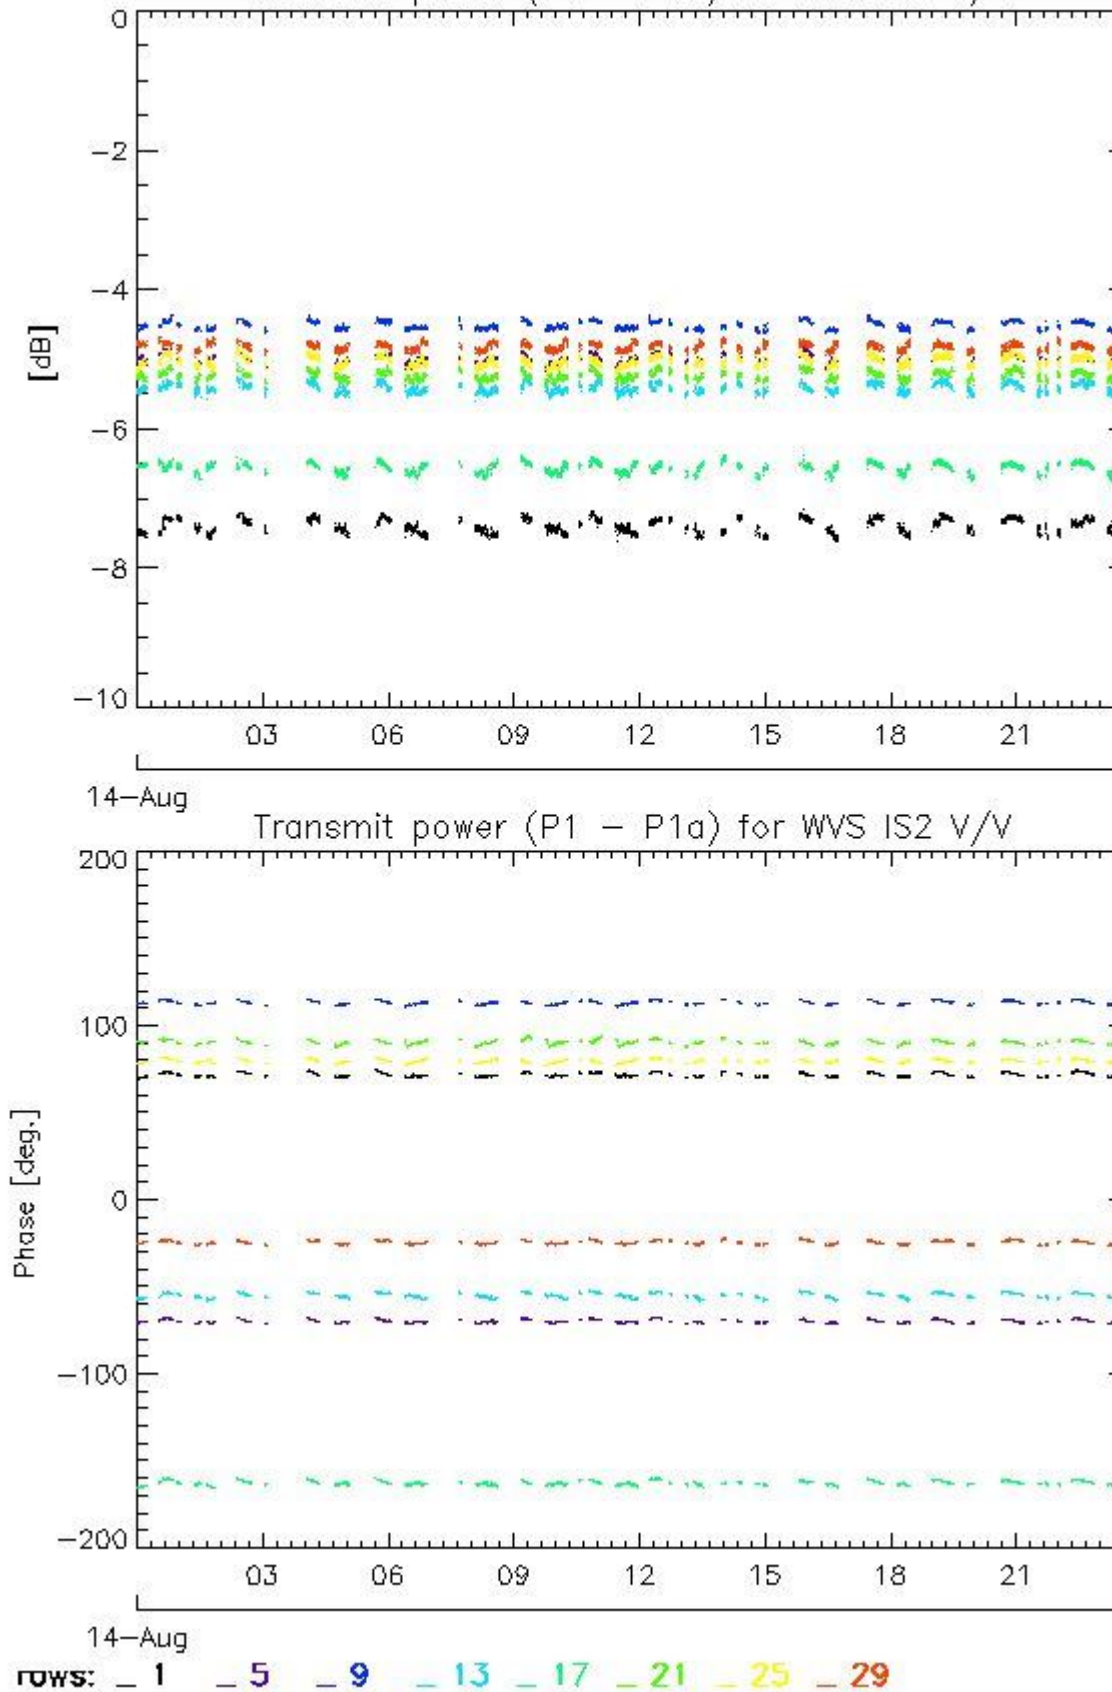 0
−2
−4
[dB]
−6
−8
−10
03 06 09 12 15 18 21
14−Aug
Transmit power (P1 − P1a) for WVS IS2 V/V
200
100
Phase [deg.]
0
−100
−200
03 06 09 12 15 18 21
14−Aug
rows: _ 1 _ 5 _ 9 _ 13 _ 17 _ 21 _ 25 _ 29